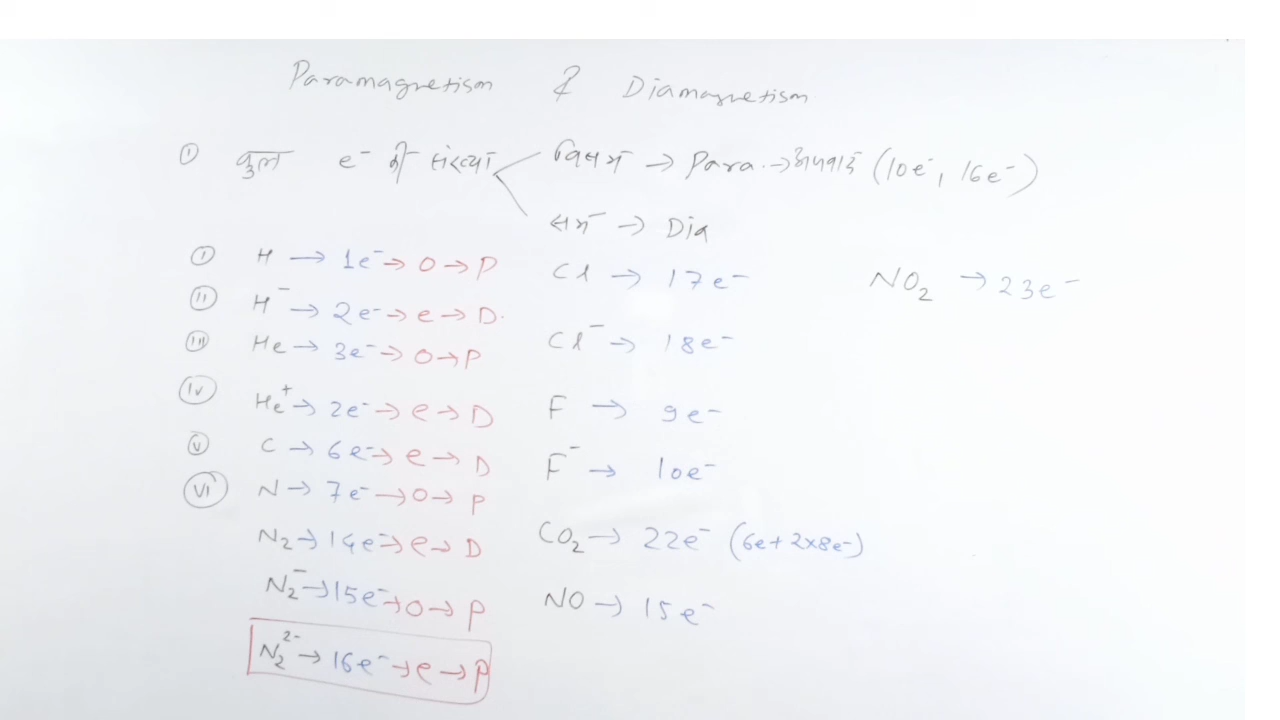 Paramagnetism & Diamagnetism
① कुल e⁻ की संख्या विषम → Para. → अपवाद (10e⁻, 16e⁻)
सम → Dia
(i) H → 1e⁻ → O → P
(ii) H⁻ → 2e⁻ → e → D.
(iii) He → 3e⁻ → O → P
(iv) He⁺ → 2e⁻ → e → D
(v) C → 6e⁻ → e → D
(vi) N → 7e⁻ → O → P
N₂ → 14e⁻ → e → D
N₂⁻ → 15e⁻ → O → P
N₂²⁻ → 16e⁻ → e → P
Cl → 17e⁻
Cl⁻ → 18e⁻
F → 9e⁻
F⁻ → 10e⁻
CO₂ → 22e⁻ (6e + 2×8e⁻)
NO → 15e⁻
NO₂ → 23e⁻